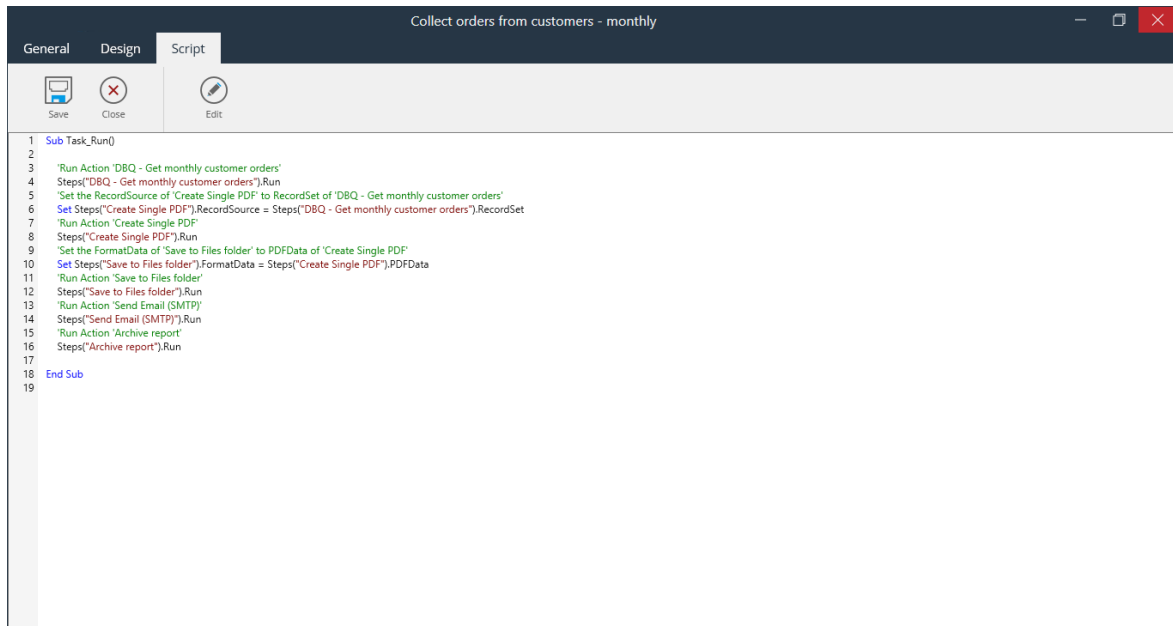 Collect orders from customers - monthly
General Design Script
Save Close Edit
1 Sub Task_Run()
2
3 'Run Action 'DBQ - Get monthly customer orders'
4 Steps("DBQ - Get monthly customer orders").Run
5 'Set the RecordSource of 'Create Single PDF' to RecordSet of 'DBQ - Get monthly customer orders'
6 Set Steps("Create Single PDF").RecordSource = Steps("DBQ - Get monthly customer orders").RecordSet
7 'Run Action 'Create Single PDF'
8 Steps("Create Single PDF").Run
9 'Set the FormatData of 'Save to Files folder' to PDFData of 'Create Single PDF'
10 Set Steps("Save to Files folder").FormatData = Steps("Create Single PDF").PDFData
11 'Run Action 'Save to Files folder'
12 Steps("Save to Files folder").Run
13 'Run Action 'Send Email (SMTP)'
14 Steps("Send Email (SMTP)").Run
15 'Run Action 'Archive report'
16 Steps("Archive report").Run
17
18 End Sub
19